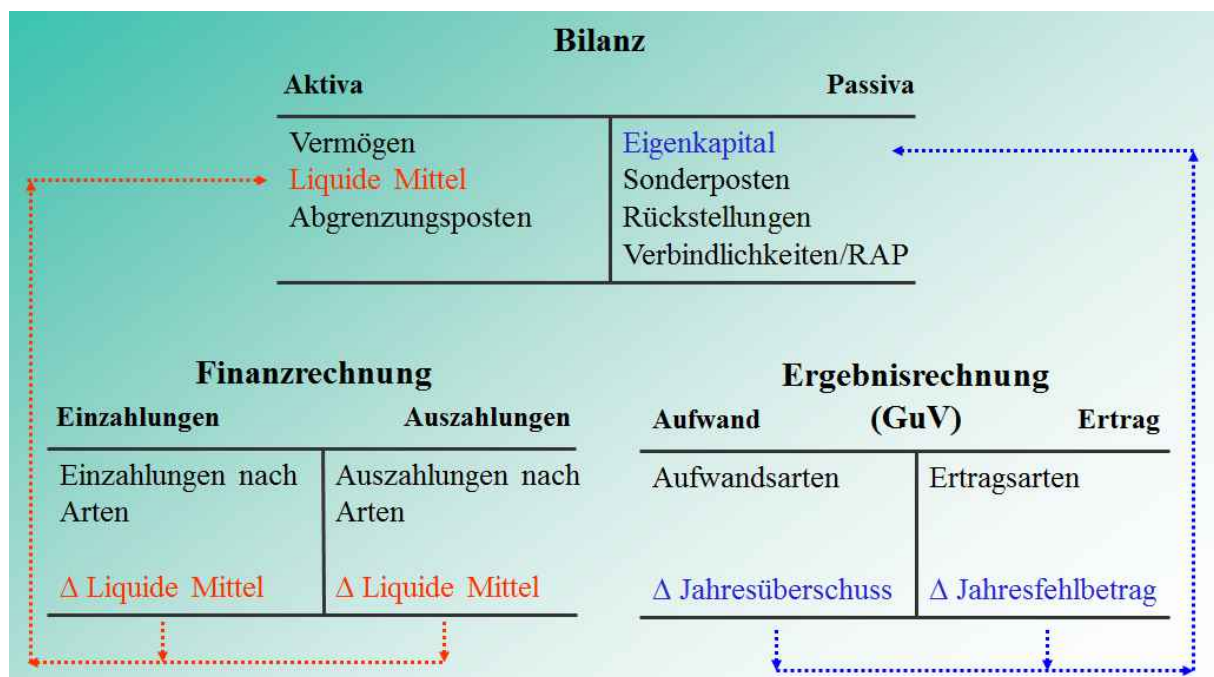 Bilanz
Aktiva
Passiva
Vermögen
Liquide Mittel
Abgrenzungsposten
Eigenkapital
Sonderposten
Rückstellungen
Verbindlichkeiten/RAP
Finanzrechnung
Einzahlungen
Auszahlungen
Einzahlungen nach
Arten
Δ Liquide Mittel
Auszahlungen nach
Arten
Δ Liquide Mittel
Ergebnisrechnung
(GuV)
Aufwand
Ertrag
Aufwandsarten
Δ Jahresüberschuss
Ertragsarten
Δ Jahresfehlbetrag